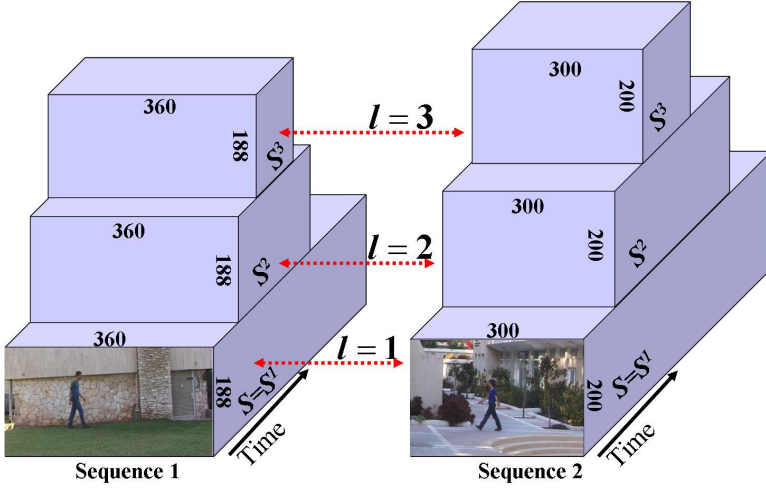 300
360
200
l = 3
188
S³
S³
300
360
200
l = 2
188
S²
S²
360
300
l = 1
188
S=S¹
200
S=S¹
Time
Time
Sequence 1
Sequence 2